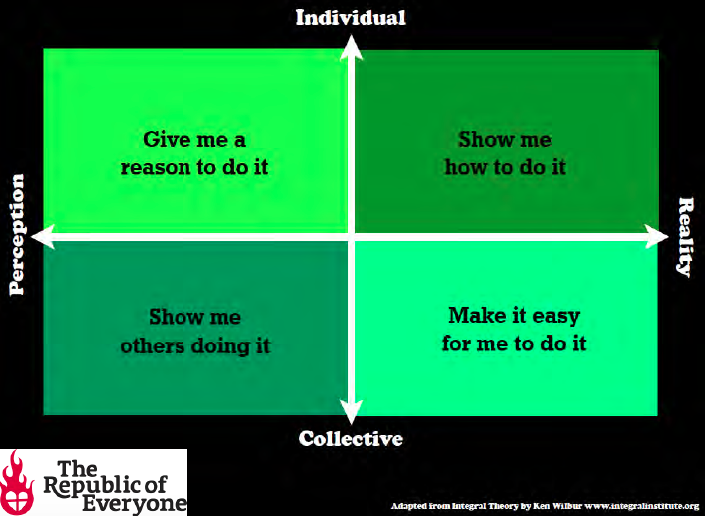 Individual
Give me a
reason to do it
Show me
how to do it
Perception
Reality
Show me
others doing it
Make it easy
for me to do it
Collective
The
Republic of
Everyone
Adapted from Integral Theory by Ken Wilbur www.integralinstitute.org